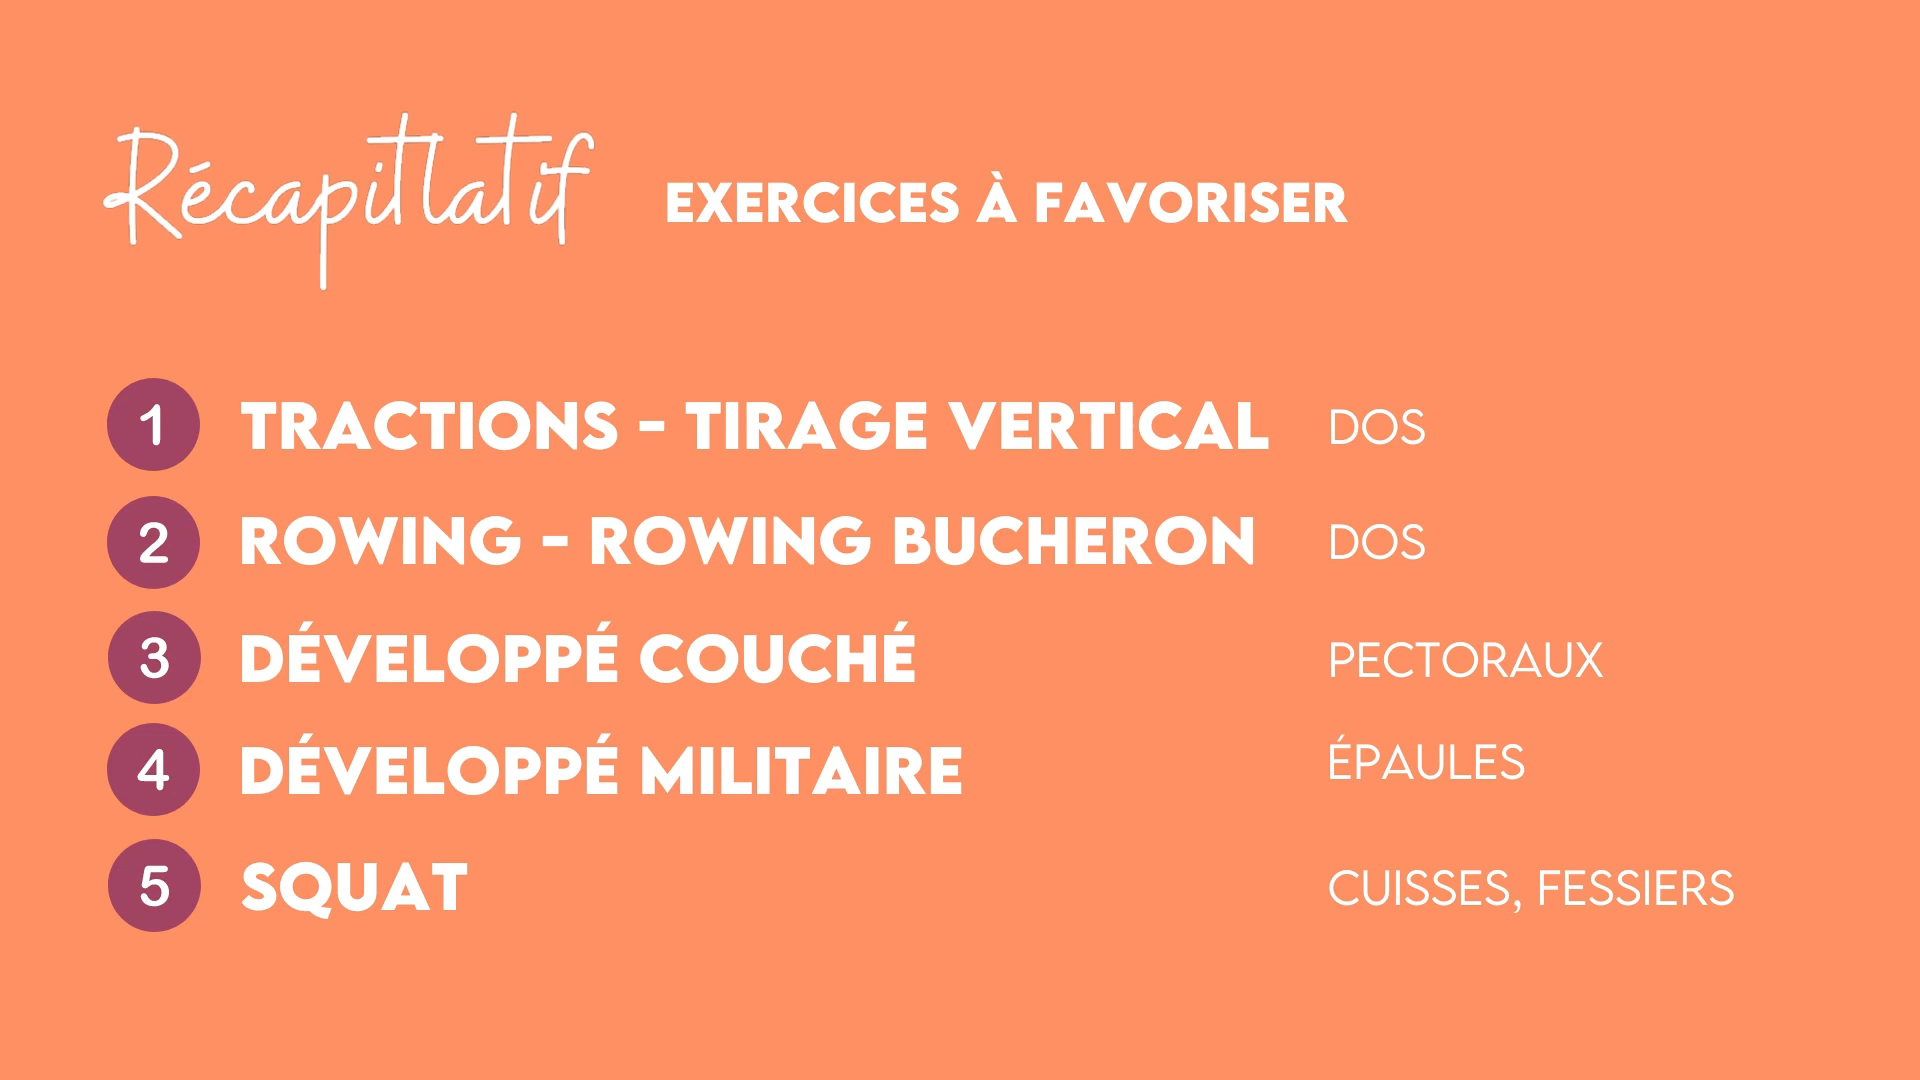 Récapitlatif EXERCICES À FAVORISER
1 TRACTIONS - TIRAGE VERTICAL DOS
2 ROWING - ROWING BUCHERON DOS
3 DÉVELOPPÉ COUCHÉ PECTORAUX
4 DÉVELOPPÉ MILITAIRE ÉPAULES
5 SQUAT CUISSES, FESSIERS